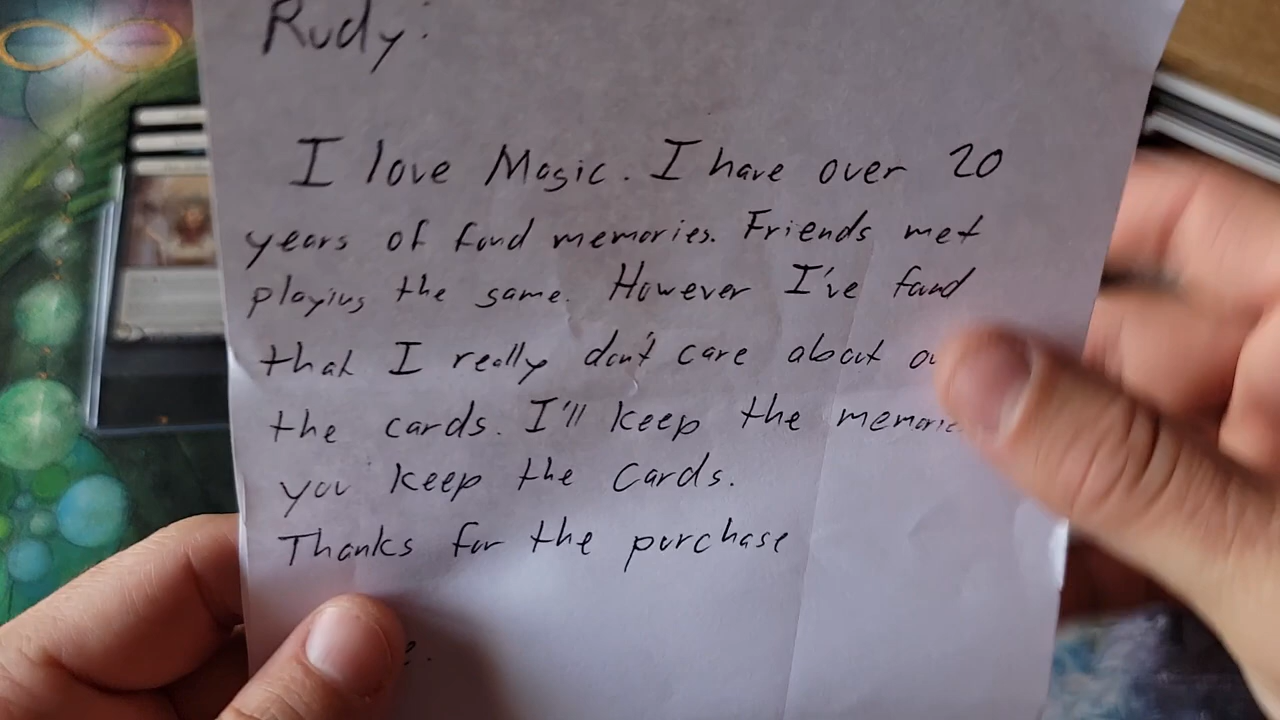 Rudy:
I love Magic. I have over 20
years of fond memories. Friends met
playing the game. However I've found
that I really don't care about
the cards. I'll keep the
you keep the cards.
Thanks for the purchase